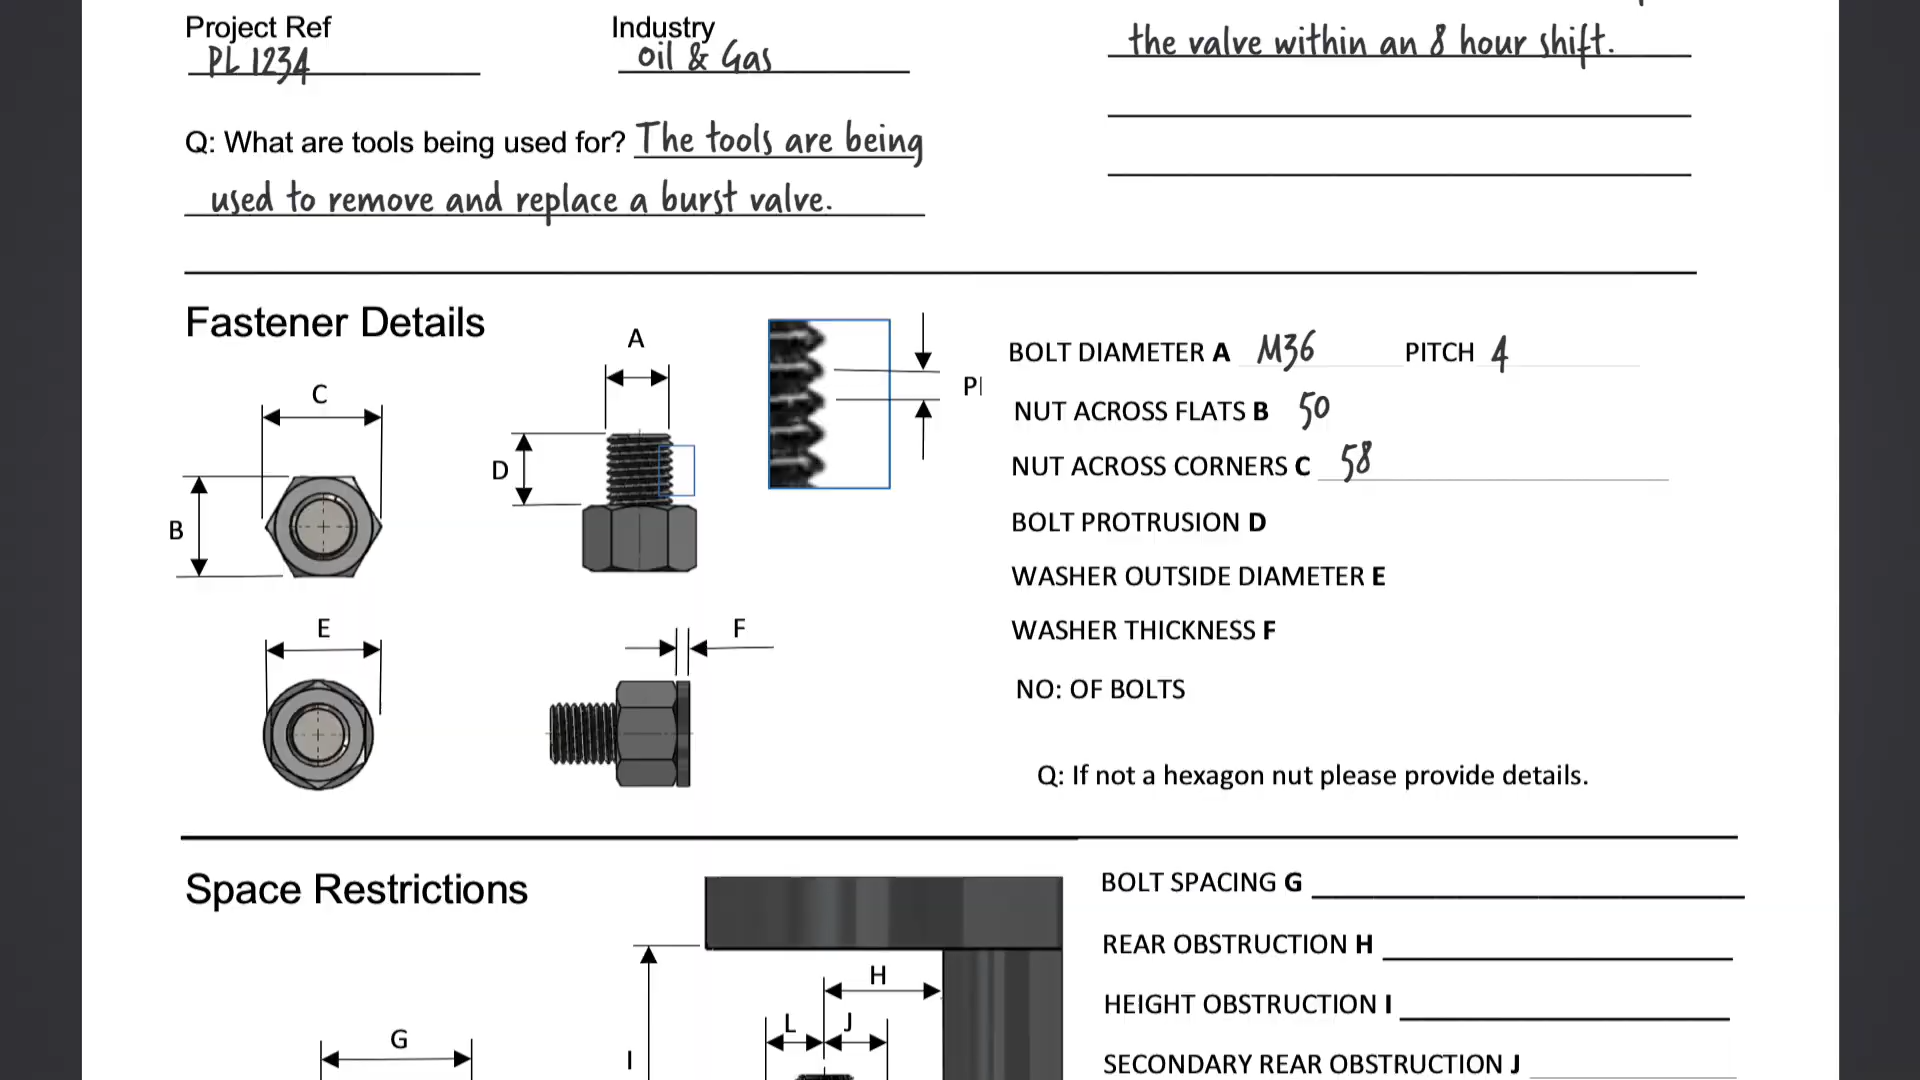 Project Ref
PL 1234
Industry
Oil & Gas
Q: What are tools being used for? The tools are being
used to remove and replace a burst valve.
the valve within an 8 hour shift.
Fastener Details
C
B
A
D
E
F
BOLT DIAMETER A M36 PITCH 4
NUT ACROSS FLATS B 50
NUT ACROSS CORNERS C 58
BOLT PROTRUSION D
WASHER OUTSIDE DIAMETER E
WASHER THICKNESS F
NO: OF BOLTS
Q: If not a hexagon nut please provide details.
Space Restrictions
G
I
H
L
J
BOLT SPACING G
REAR OBSTRUCTION H
HEIGHT OBSTRUCTION I
SECONDARY REAR OBSTRUCTION J